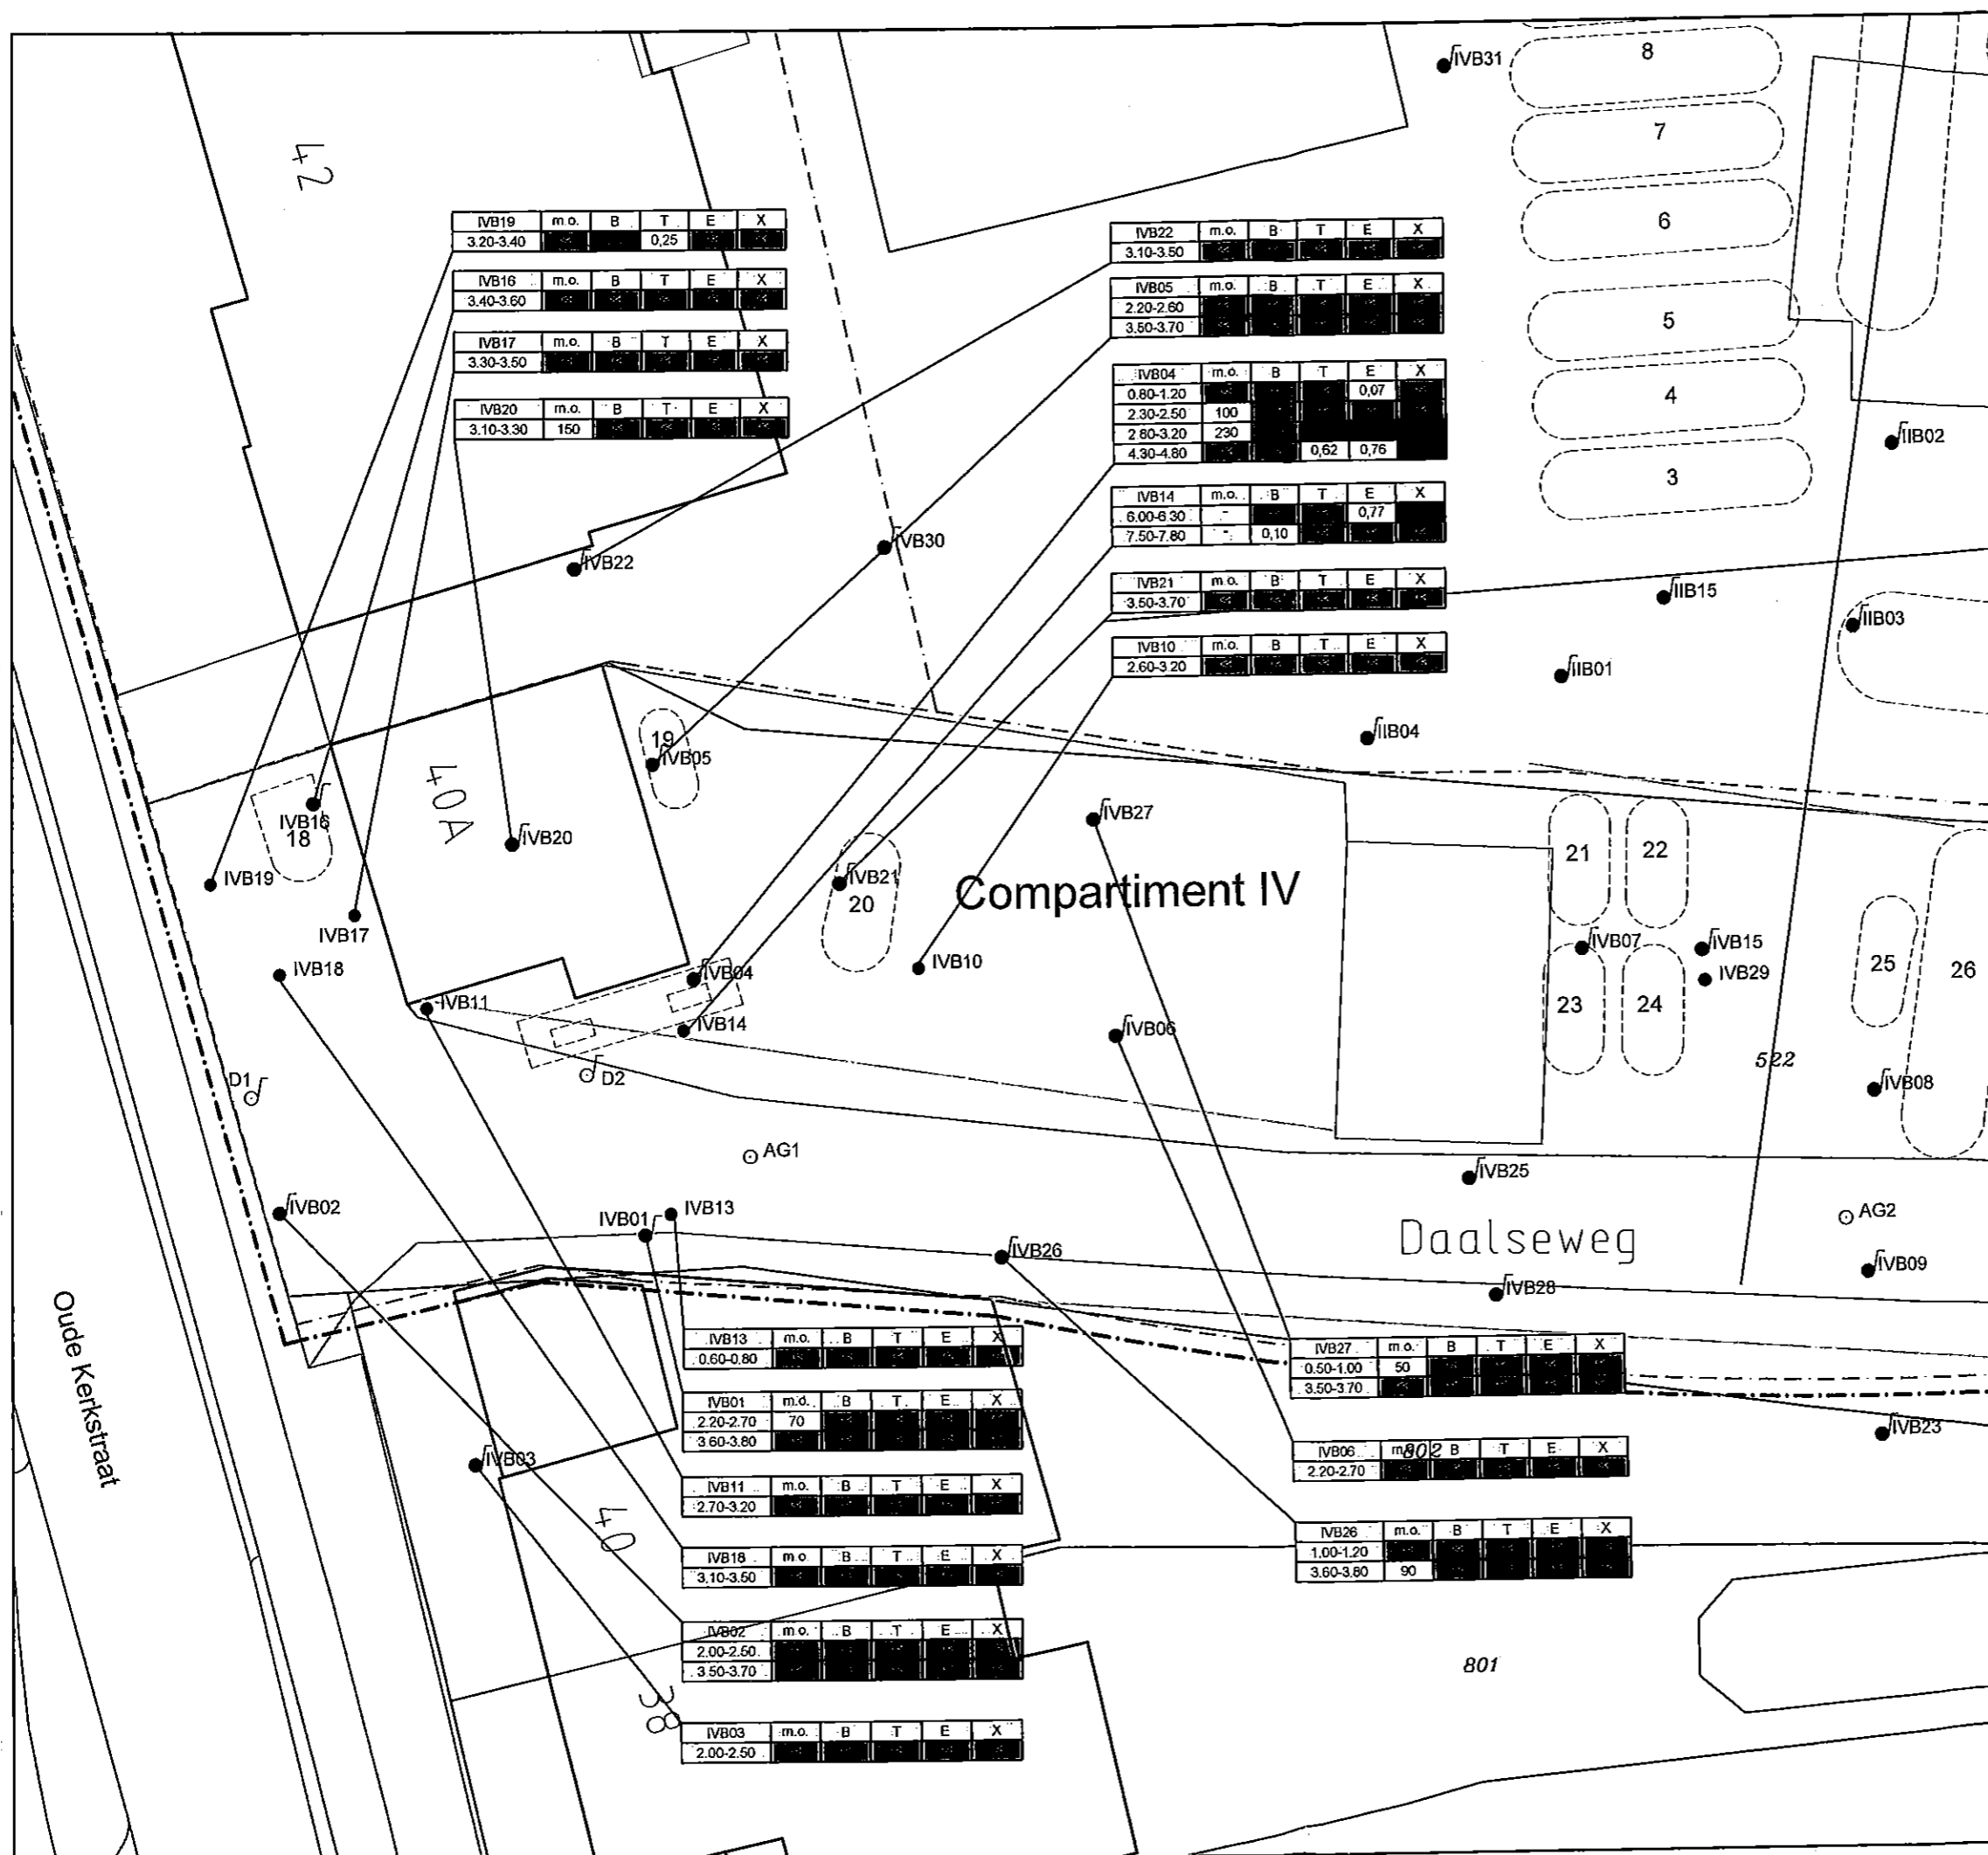 IVB31
8
7
6
5
4
3
42
IVB19 m.o. B T E X
3.20-3.40 0,25
IVB16 m.o. B T E X
3.40-3.60
IVB17 m.o. B T E X
3.30-3.50
IVB20 m.o. B T E X
3.10-3.30 150
IVB22 m.o. B T E X
3.10-3.50
IVB05 m.o. B T E X
2.20-2.60
3.50-3.70
IVB04 m.o. B T E X
0.80-1.20 0,07
2.30-2.50 100
2.80-3.20 230
4.30-4.80 0,62 0,76
IVB14 m.o. B T E X
6.00-6.30 - 0,77
7.50-7.80 - 0,10
IVB21 m.o. B T E X
3.50-3.70
IVB10 m.o. B T E X
2.60-3.20
IIB02
IVB22
IVB30
IIB15
IIB03
IIB01
IIB04
19
IVB05
40A
IVB16
18
IVB20
IVB19
IVB17
IVB18
IVB27
IVB21
20
Compartiment IV
IVB10
21
22
IVB07
IVB15
IVB29
23
24
25
26
IVB04
IVB11
IVB14
IVB06
522
IVB08
D1
D2
AG1
IVB25
IVB02
IVB01
IVB13
IVB26
Daalseweg
AG2
IVB09
IVB28
Oude Kerkstraat
IVB13 m.o. B T E X
0.60-0.80
IVB01 m.o. B T E X
2.20-2.70 70
3.60-3.80
IVB11 m.o. B T E X
2.70-3.20
IVB18 m.o. B T E X
3.10-3.50
IVB02 m.o. B T E X
2.00-2.50
3.50-3.70
IVB03 m.o. B T E X
2.00-2.50
IVB27 m.o. B T E X
0.50-1.00 50
3.50-3.70
IVB06 m.o. B T E X
2.20-2.70
802
IVB26 m.o. B T E X
1.00-1.20
3.60-3.80 90
IVB23
IVB03
40
38
801